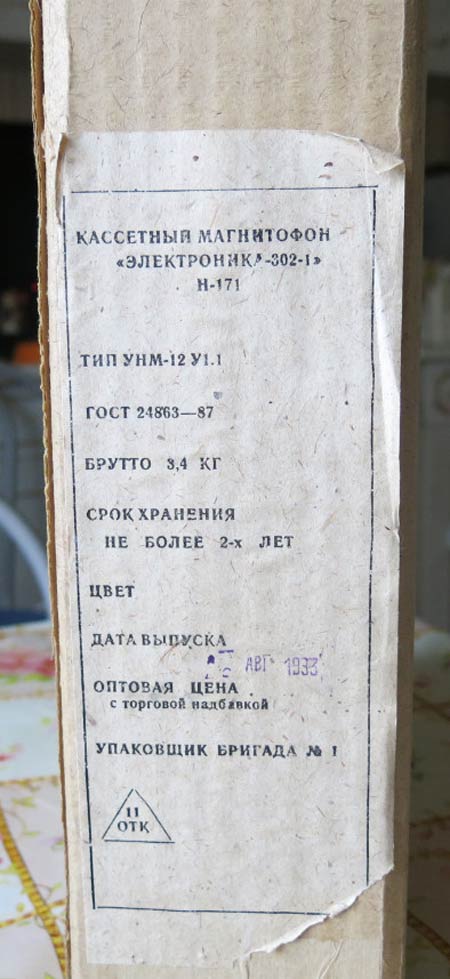 КАССЕТНЫЙ МАГНИТОФОН
«ЭЛЕКТРОНИКА-302-1»
Н-171
ТИП УНМ-12 У1.1
ГОСТ 24863—87
БРУТТО 3,4 КГ
СРОК ХРАНЕНИЯ
НЕ БОЛЕЕ 2-х ЛЕТ
ЦВЕТ
ДАТА ВЫПУСКА
АВГ 1993
ОПТОВАЯ ЦЕНА
с торговой надбавкой
УПАКОВЩИК БРИГАДА № 1
11
ОТК